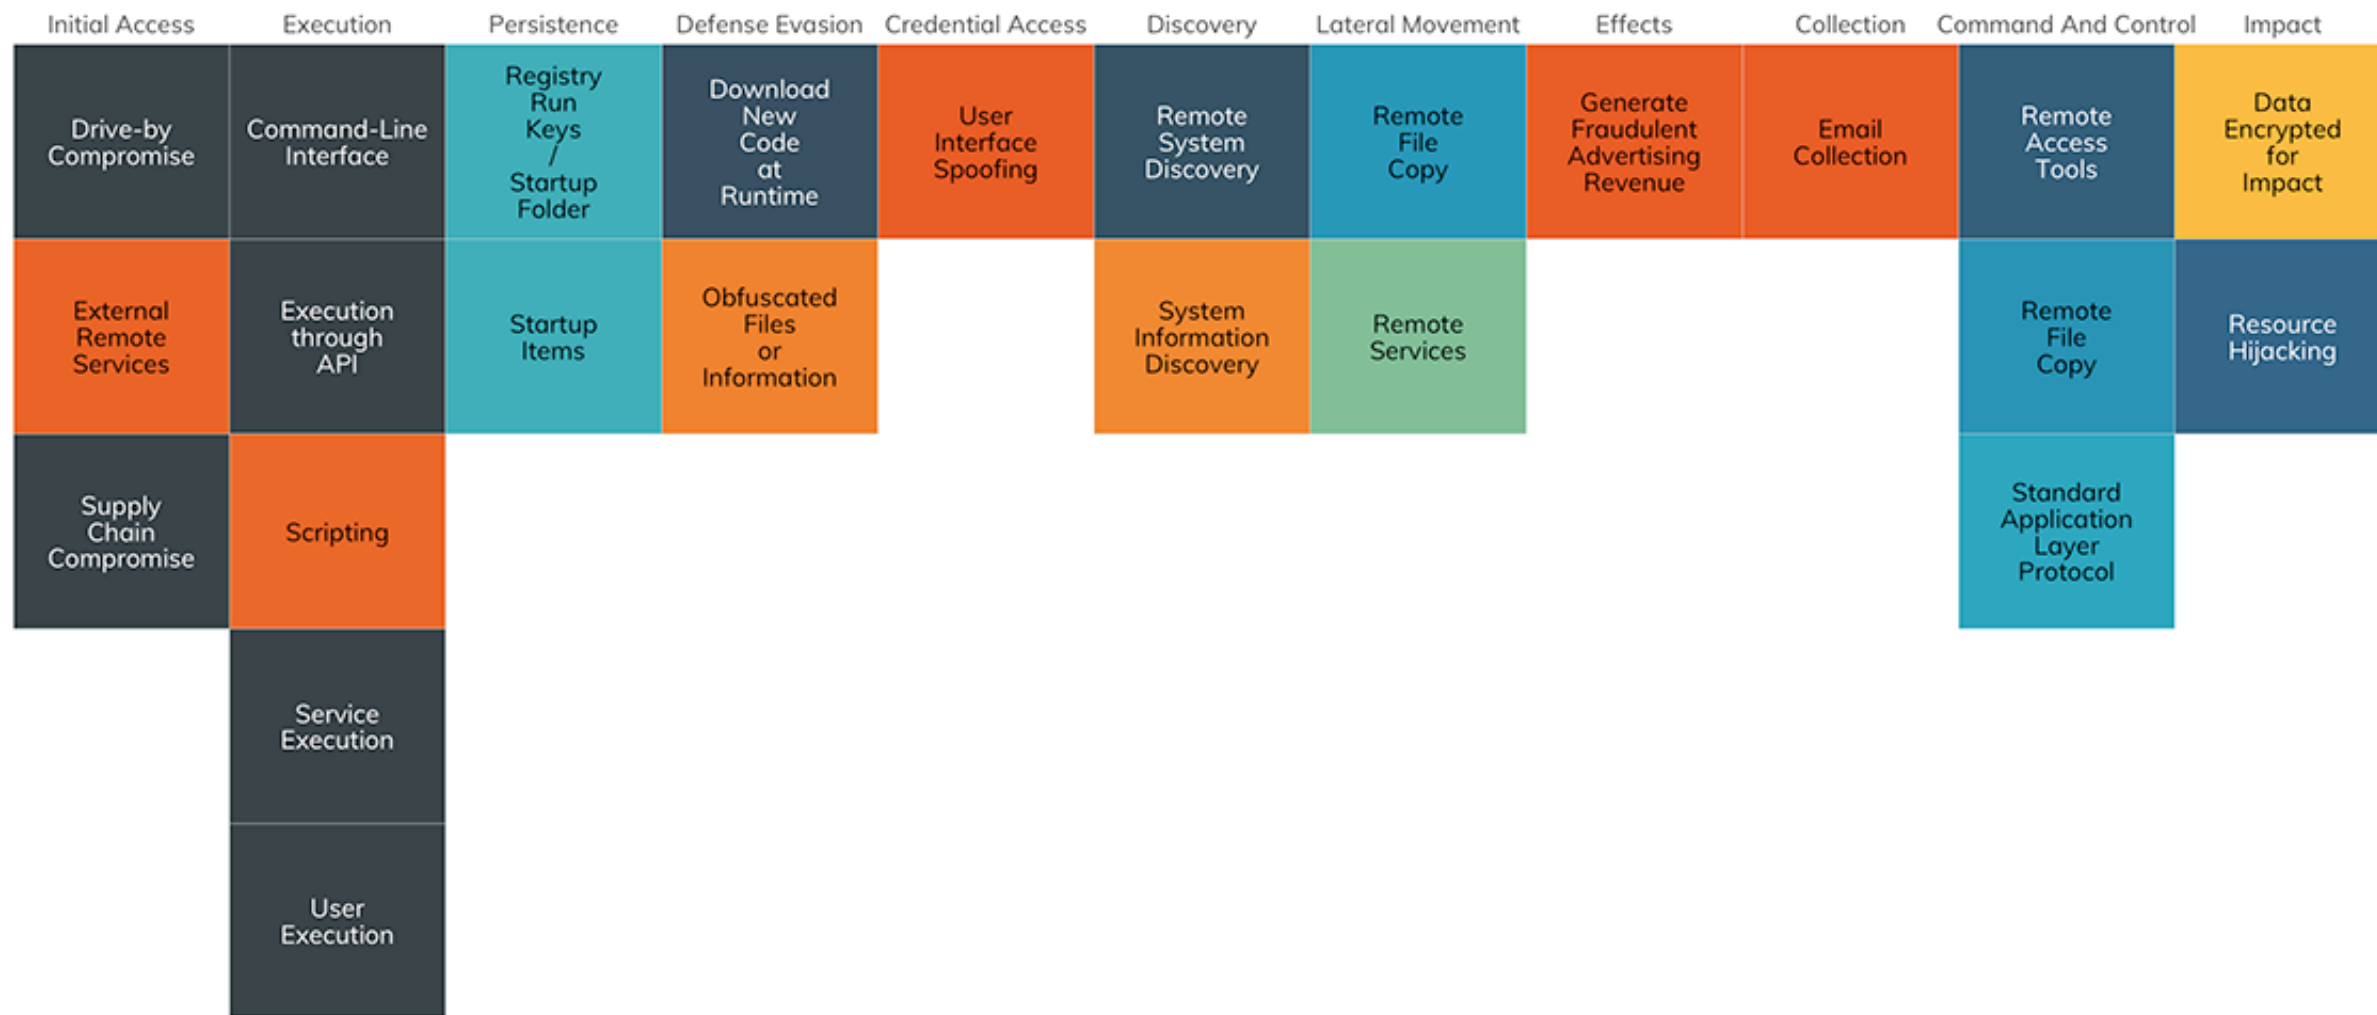 Initial Access
Execution
Persistence
Defense Evasion
Credential Access
Discovery
Lateral Movement
Effects
Collection
Command And Control
Impact
Drive-by
Compromise
Command-Line
Interface
Registry
Run
Keys
/
Startup
Folder
Download
New
Code
at
Runtime
User
Interface
Spoofing
Remote
System
Discovery
Remote
File
Copy
Generate
Fraudulent
Advertising
Revenue
Email
Collection
Remote
Access
Tools
Data
Encrypted
for
Impact
External
Remote
Services
Execution
through
API
Startup
Items
Obfuscated
Files
or
Information
System
Information
Discovery
Remote
Services
Remote
File
Copy
Resource
Hijacking
Supply
Chain
Compromise
Scripting
Standard
Application
Layer
Protocol
Service
Execution
User
Execution